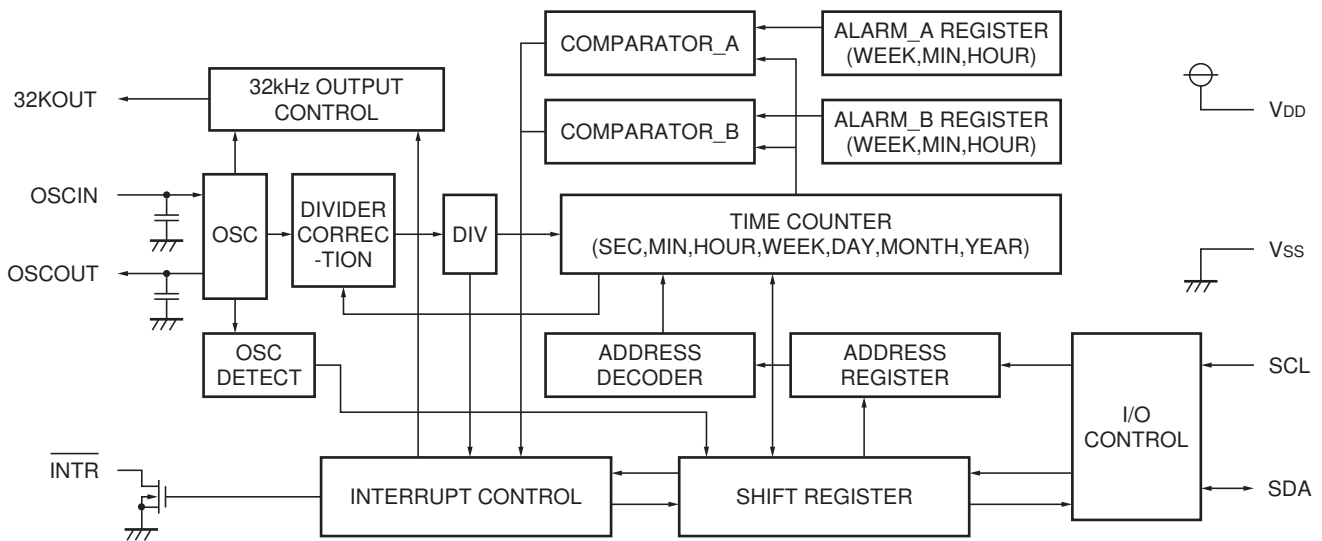 COMPARATOR_A
ALARM_A REGISTER
(WEEK,MIN,HOUR)
32KOUT
32kHz OUTPUT
CONTROL
COMPARATOR_B
ALARM_B REGISTER
(WEEK,MIN,HOUR)
VDD
OSCIN
OSC
DIVIDER
CORREC
-TION
DIV
TIME COUNTER
(SEC,MIN,HOUR,WEEK,DAY,MONTH,YEAR)
VSS
OSCOUT
OSC
DETECT
ADDRESS
DECODER
ADDRESS
REGISTER
I/O
CONTROL
SCL
INTR
INTERRUPT CONTROL
SHIFT REGISTER
SDA